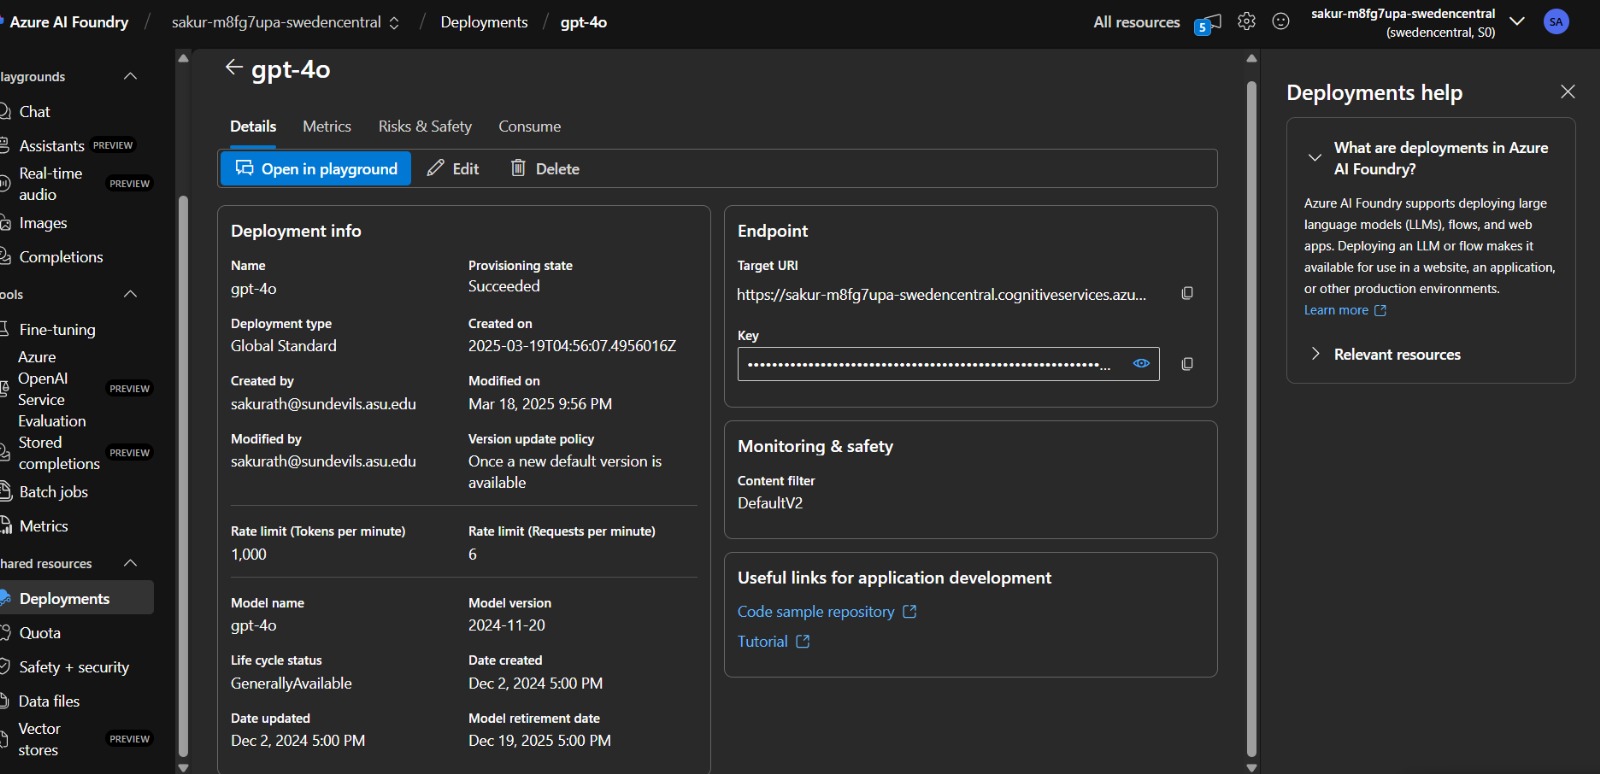 Azure AI Foundry / sakur-m8fg7upa-swedencentral / Deployments / gpt-4o
All resources
5
sakur-m8fg7upa-swedencentral
(swedencentral, S0)
SA
laygrounds
Chat
Assistants PREVIEW
Real-time
audio
PREVIEW
Images
Completions
ools
Fine-tuning
Azure
OpenAI
Service
Evaluation
PREVIEW
Stored
completions
PREVIEW
Batch jobs
Metrics
hared resources
Deployments
Quota
Safety + security
Data files
Vector
stores
PREVIEW
gpt-4o
Details Metrics Risks & Safety Consume
Open in playground Edit Delete
Deployment info
Name
gpt-4o
Provisioning state
Succeeded
Deployment type
Global Standard
Created on
2025-03-19T04:56:07.4956016Z
Created by
sakurath@sundevils.asu.edu
Modified on
Mar 18, 2025 9:56 PM
Modified by
sakurath@sundevils.asu.edu
Version update policy
Once a new default version is
available
Rate limit (Tokens per minute)
1,000
Rate limit (Requests per minute)
6
Model name
gpt-4o
Model version
2024-11-20
Life cycle status
GenerallyAvailable
Date created
Dec 2, 2024 5:00 PM
Date updated
Dec 2, 2024 5:00 PM
Model retirement date
Dec 19, 2025 5:00 PM
Endpoint
Target URI
https://sakur-m8fg7upa-swedencentral.cognitiveservices.azu...
Key
Monitoring & safety
Content filter
DefaultV2
Useful links for application development
Code sample repository
Tutorial
Deployments help
What are deployments in Azure
AI Foundry?
Azure AI Foundry supports deploying large
language models (LLMs), flows, and web
apps. Deploying an LLM or flow makes it
available for use in a website, an application,
or other production environments.
Learn more
Relevant resources